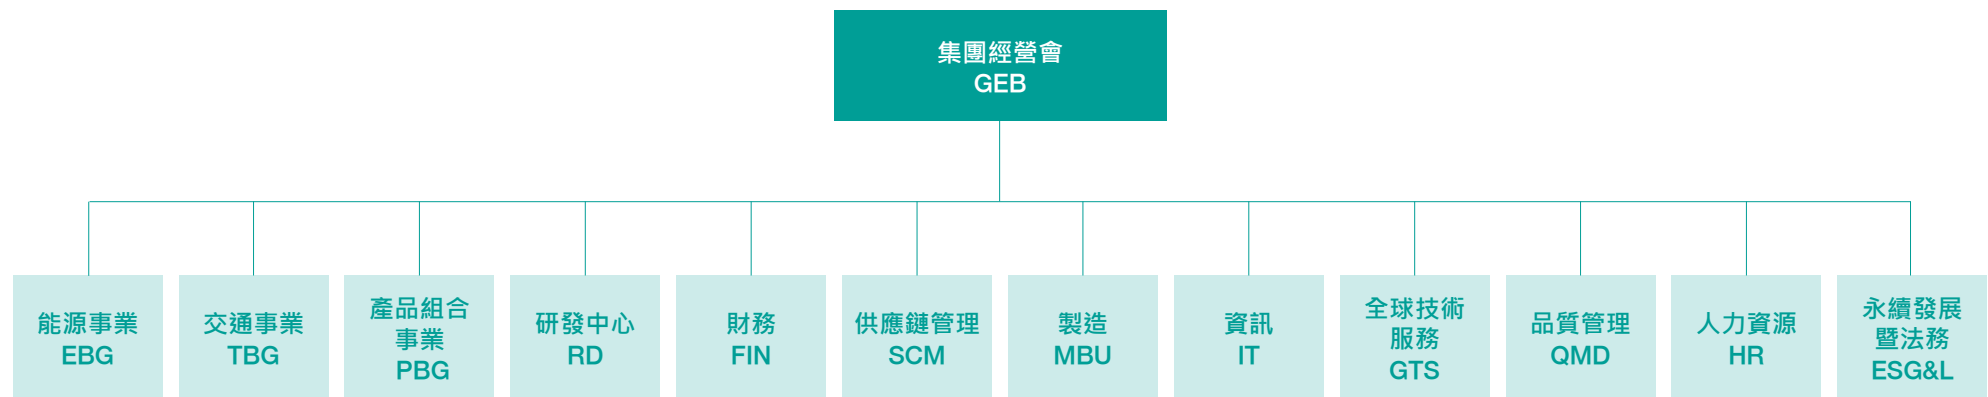 集團經營會
GEB
能源事業
EBG
交通事業
TBG
產品組合
事業
PBG
研發中心
RD
財務
FIN
供應鏈管理
SCM
製造
MBU
資訊
IT
全球技術
服務
GTS
品質管理
QMD
人力資源
HR
永續發展
暨法務
ESG&L